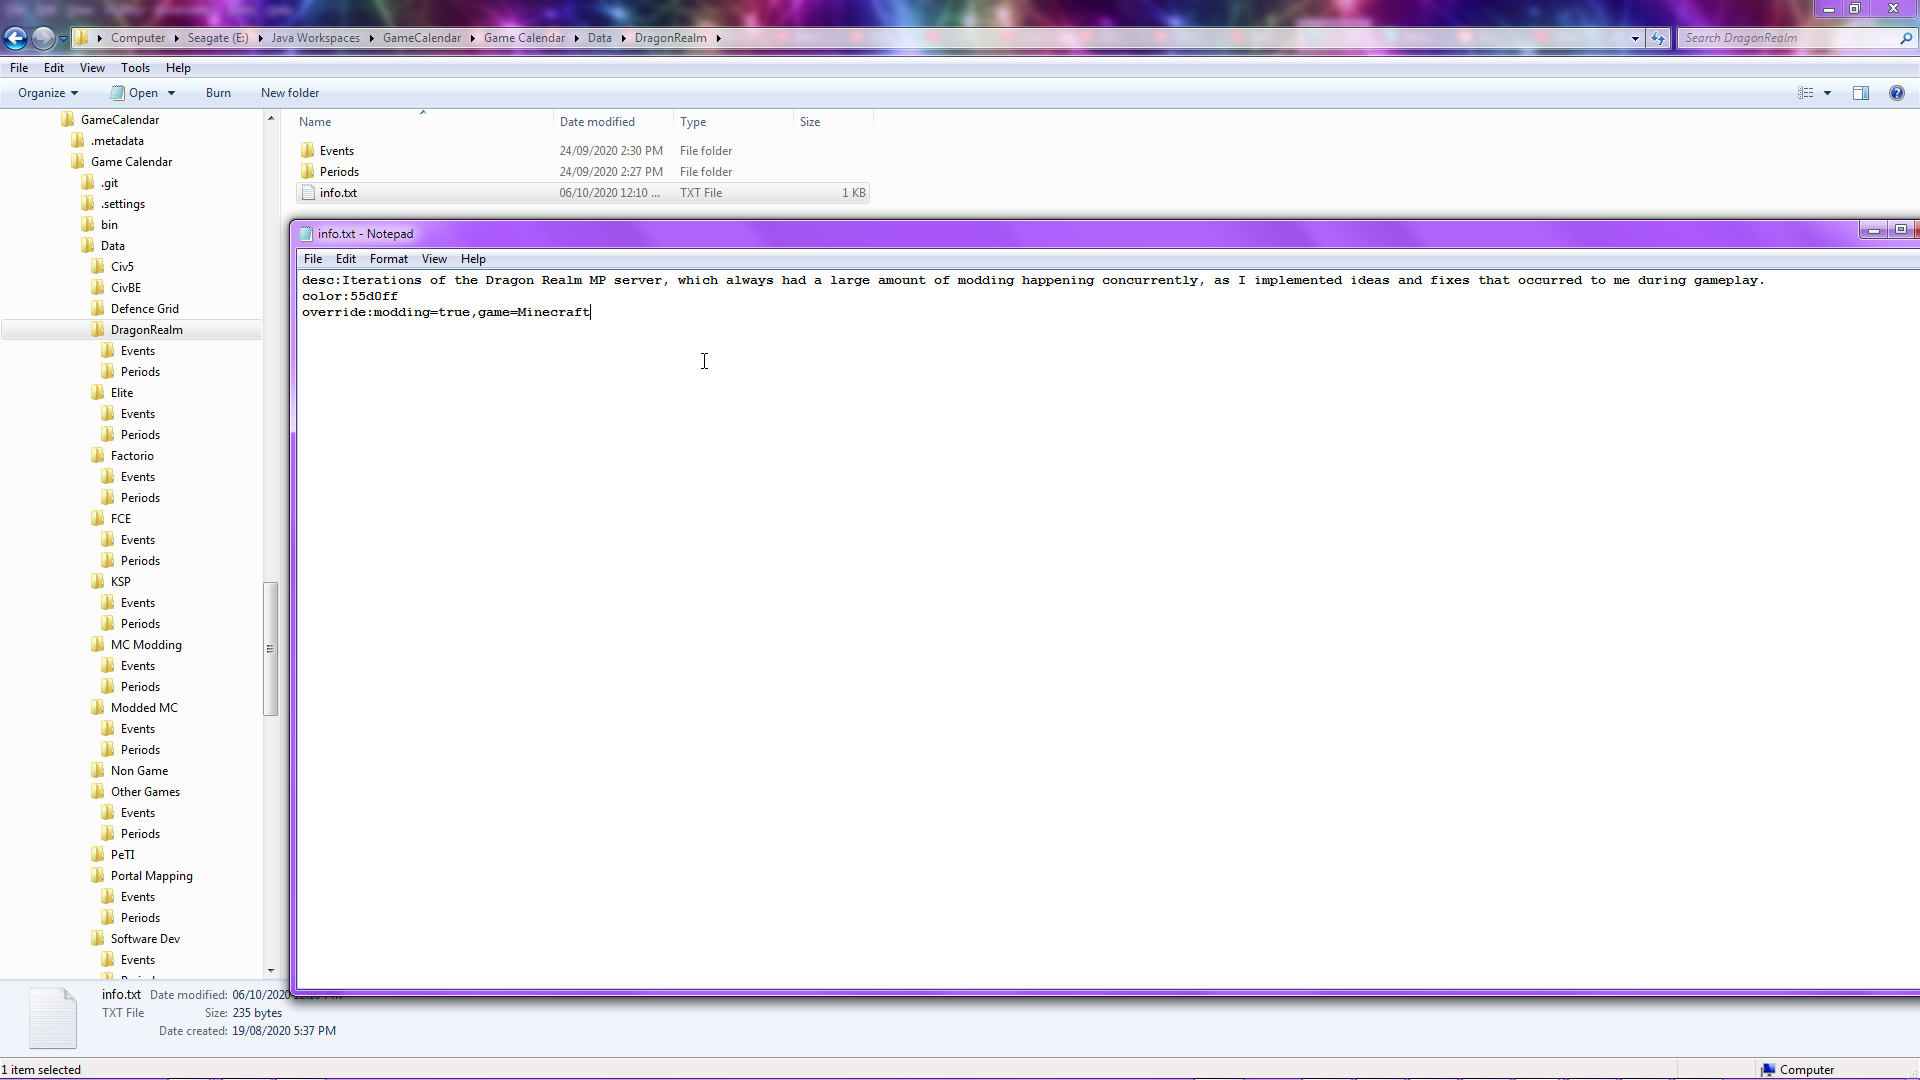 Computer Seagate (E:) Java Workspaces GameCalendar Game Calendar Data DragonRealm Search DragonRealm
File Edit View Tools Help
Organize Open Burn New folder
GameCalendar
.metadata
Game Calendar
.git
.settings
bin
Data
Civ5
CivBE
Defence Grid
DragonRealm
Events
Periods
Elite
Events
Periods
Factorio
Events
Periods
FCE
Events
Periods
KSP
Events
Periods
MC Modding
Events
Periods
Modded MC
Events
Periods
Non Game
Other Games
Events
Periods
PeTI
Portal Mapping
Events
Periods
Software Dev
Events
Name Date modified Type Size
Events 24/09/2020 2:30 PM File folder
Periods 24/09/2020 2:27 PM File folder
info.txt 06/10/2020 12:10 ... TXT File 1 KB
info.txt - Notepad
File Edit Format View Help
desc:Iterations of the Dragon Realm MP server, which always had a large amount of modding happening concurrently, as I implemented ideas and fixes that occurred to me during gameplay.
color:55d0ff
override:modding=true,game=Minecraft
info.txt Date modified: 06/10/2020
TXT File Size: 235 bytes
Date created: 19/08/2020 5:37 PM
1 item selected Computer